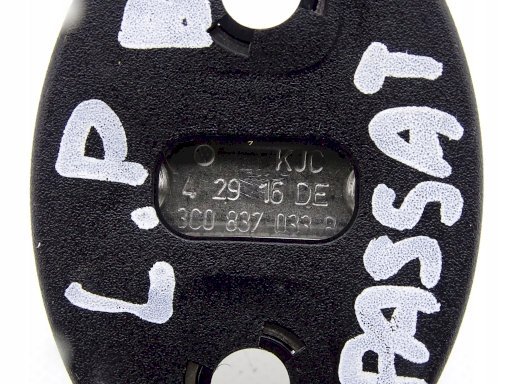 KJC
4 29 16 DE
3C0 837 033
L.P
PASSAT